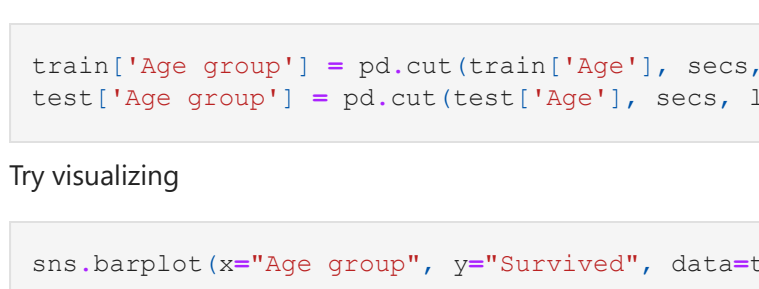 train['Age group'] = pd.cut(train['Age'], secs,
test['Age group'] = pd.cut(test['Age'], secs,
Try visualizing
sns.barplot(x="Age group", y="Survived", data=